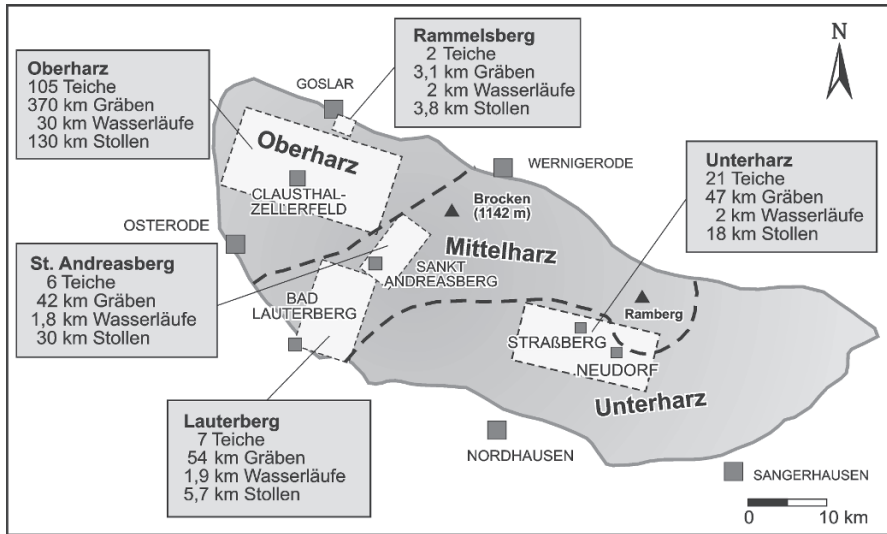 Oberharz
105 Teiche
370 km Gräben
30 km Wasserläufe
130 km Stollen
Rammelsberg
2 Teiche
3,1 km Gräben
2 km Wasserläufe
3,8 km Stollen
N
GOSLAR
Oberharz
CLAUSTHAL-
ZELLERFELD
WERNIGERODE
Unterharz
21 Teiche
47 km Gräben
2 km Wasserläufe
18 km Stollen
Brocken
(1142 m)
OSTERODE
Mittelharz
St. Andreasberg
6 Teiche
42 km Gräben
1,8 km Wasserläufe
30 km Stollen
SANKT
ANDREASBERG
BAD
LAUTERBERG
Ramberg
STRAßBERG
NEUDORF
Unterharz
Lauterberg
7 Teiche
54 km Gräben
1,9 km Wasserläufe
5,7 km Stollen
NORDHAUSEN
SANGERHAUSEN
0 10 km